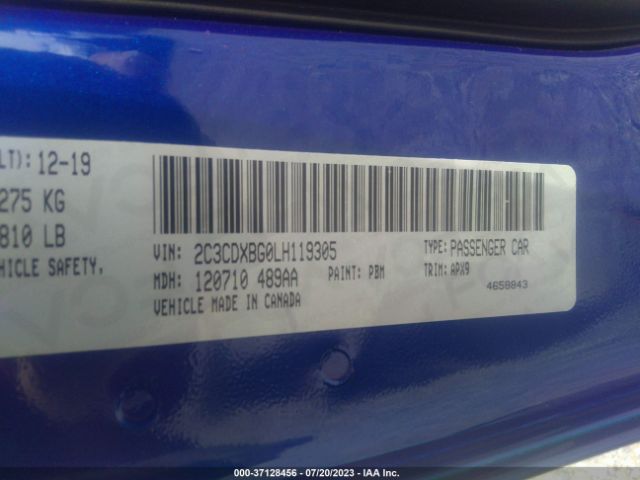 LT): 12-19
275 KG
810 LB
HICLE SAFETY,
VIN: 2C3CDXBG0LH119305
TYPE: PASSENGER CAR
MDH: 120710 489AA
PAINT: PBM
TRIM: APX9
VEHICLE MADE IN CANADA
4658843
000-37128456 — 07/20/2023 — IAA Inc.